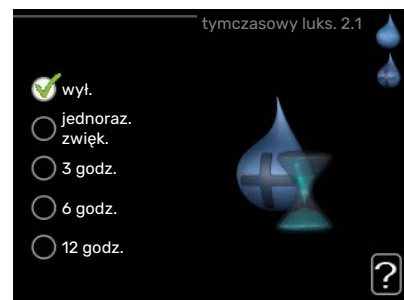 tymczasowy luks. 2.1
wył.
jednoraz.
zwięk.
3 godz.
6 godz.
12 godz.
?